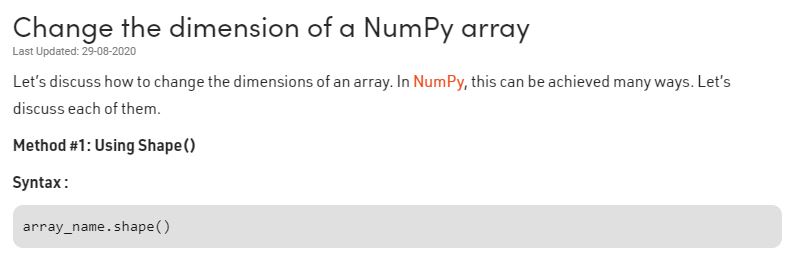 Change the dimension of a NumPy array
Last Updated: 29-08-2020
Let's discuss how to change the dimensions of an array. In NumPy, this can be achieved many ways. Let's
discuss each of them.
Method #1: Using Shape()
Syntax :
array_name.shape()